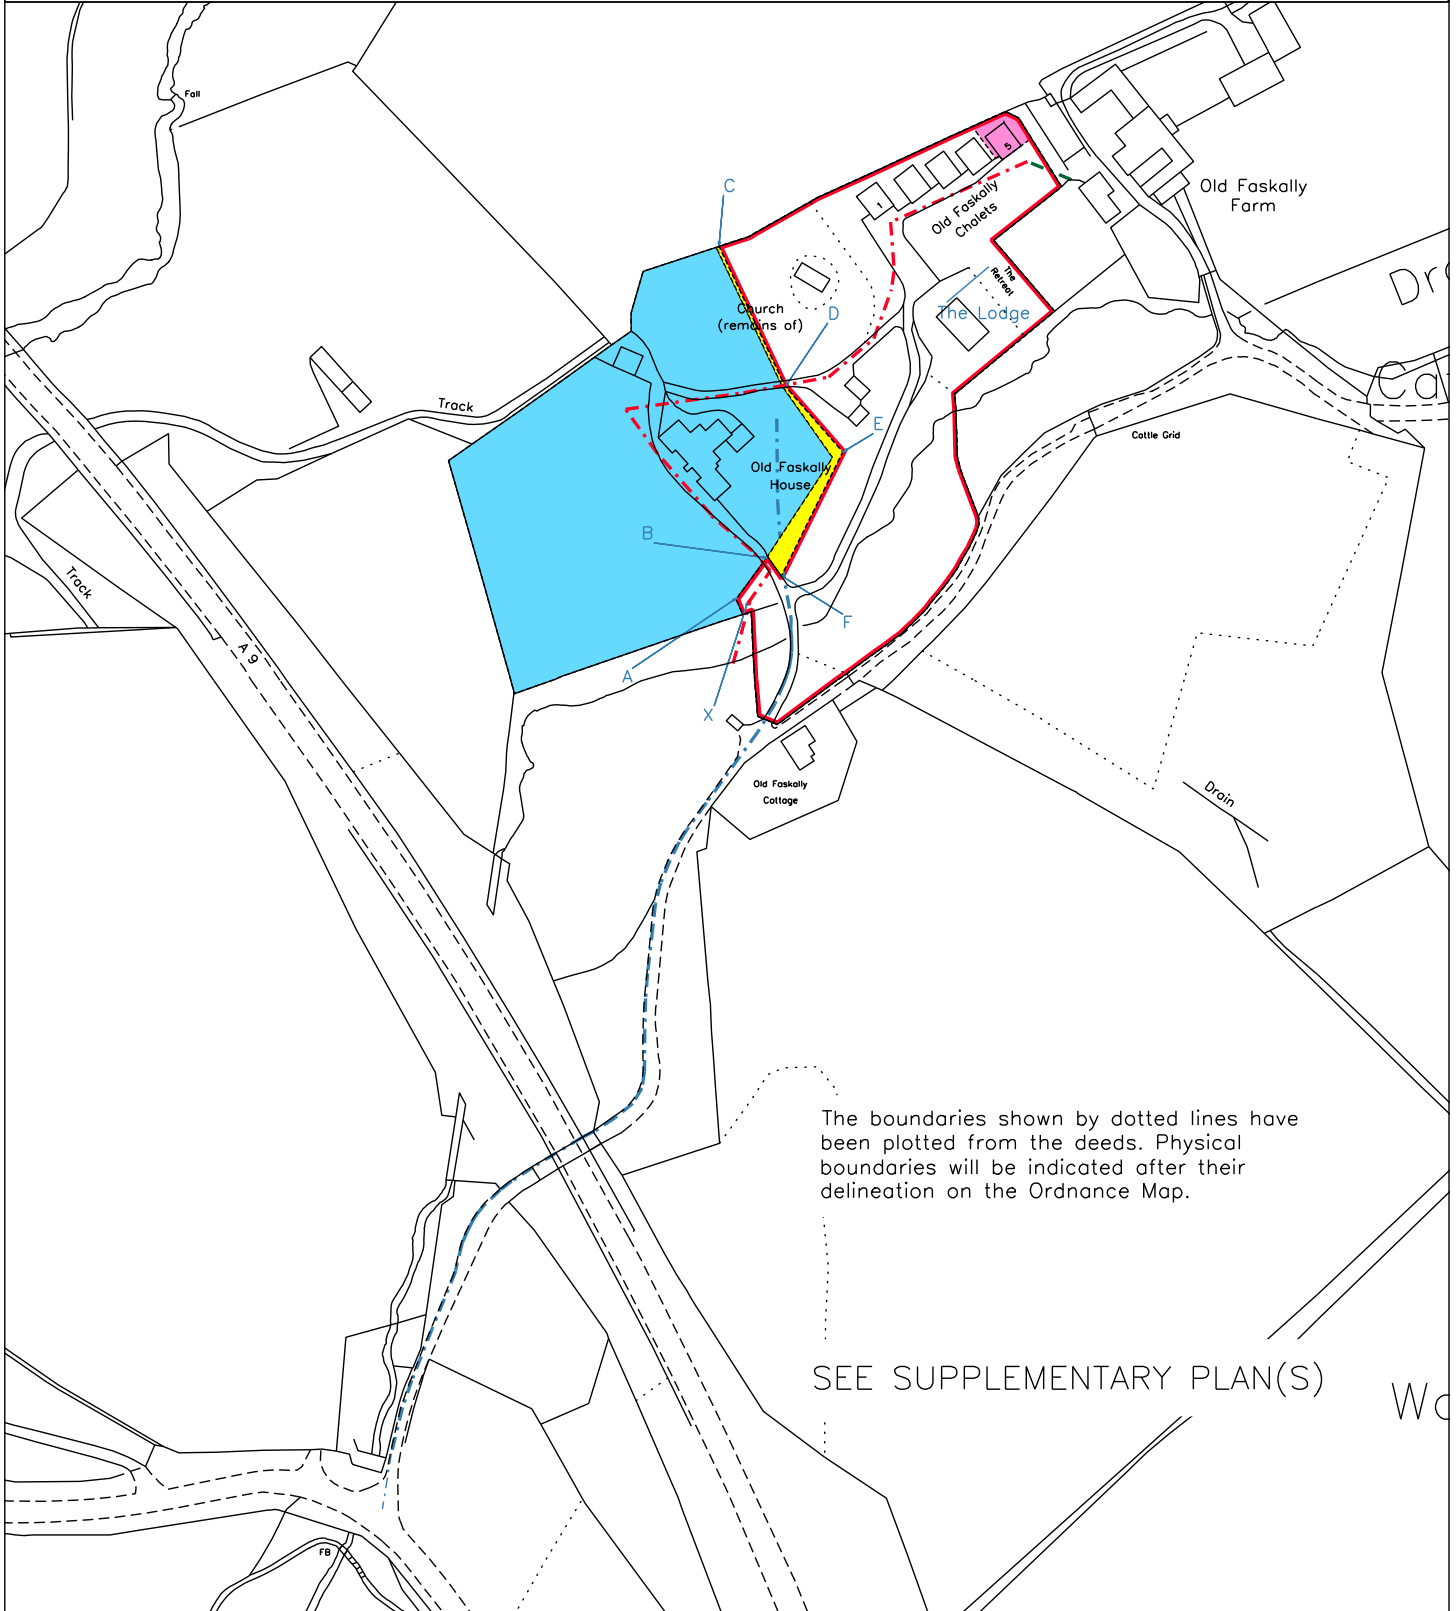 Fall
C
5
1
Old Faskally
Chalets
Old Faskally
Farm
The
Retreat
The Lodge
Church
(remains of)
D
Track
E
Cattle Grid
Old Faskally
House
B
Track
A 9
F
A
X
Old Faskally
Cottage
Drain
The boundaries shown by dotted lines have
been plotted from the deeds. Physical
boundaries will be indicated after their
delineation on the Ordnance Map.
SEE SUPPLEMENTARY PLAN(S)
FB